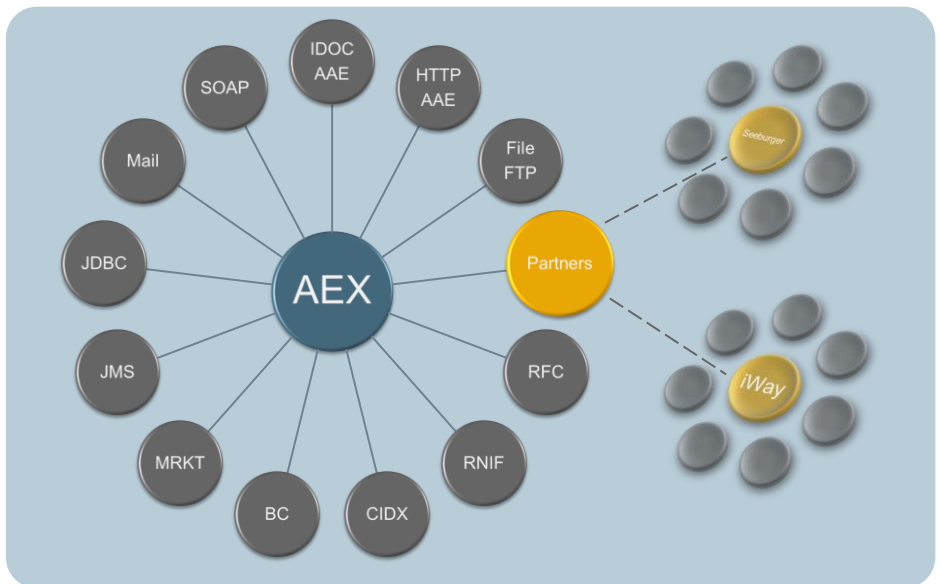 IDOC
AAE
HTTP
AAE
SOAP
File
FTP
Mail
Seeburger
JDBC
AEX
Partners
JMS
RFC
iWay
MRKT
RNIF
BC
CIDX